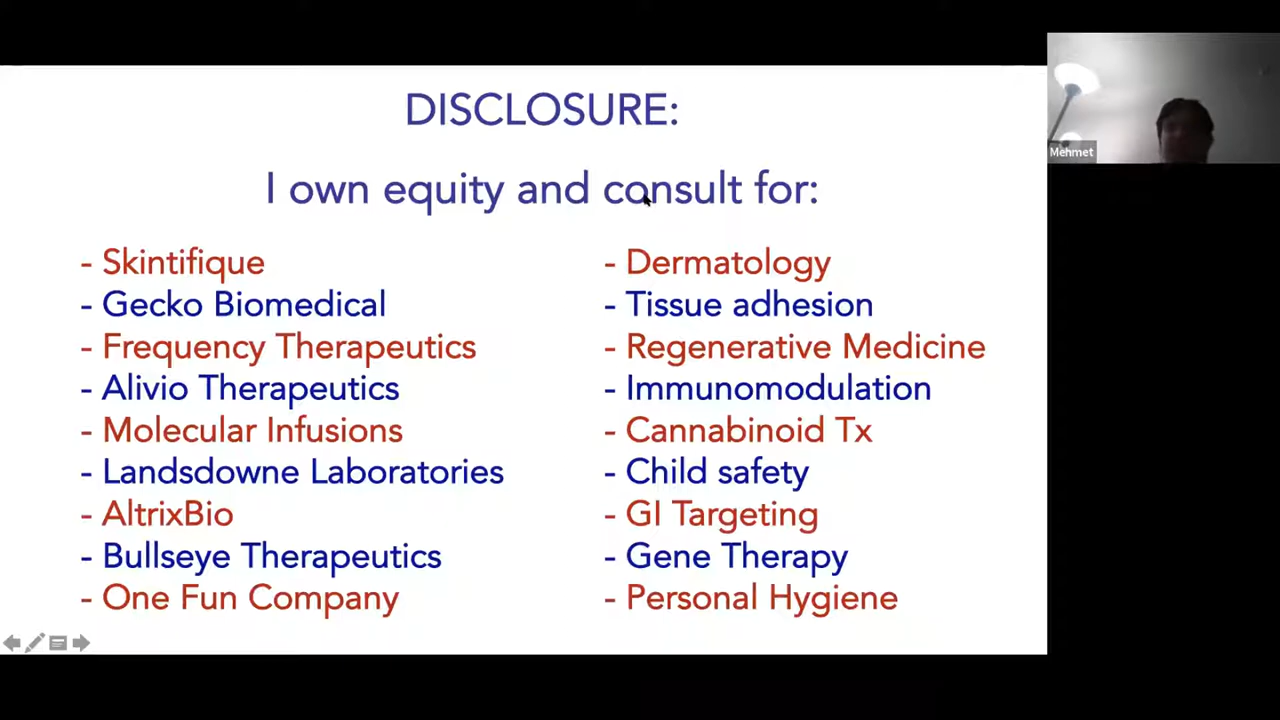 DISCLOSURE:
I own equity and consult for:
- Skintifique
- Gecko Biomedical
- Frequency Therapeutics
- Alivio Therapeutics
- Molecular Infusions
- Landsdowne Laboratories
- AltrixBio
- Bullseye Therapeutics
- One Fun Company
- Dermatology
- Tissue adhesion
- Regenerative Medicine
- Immunomodulation
- Cannabinoid Tx
- Child safety
- GI Targeting
- Gene Therapy
- Personal Hygiene
Mehmet